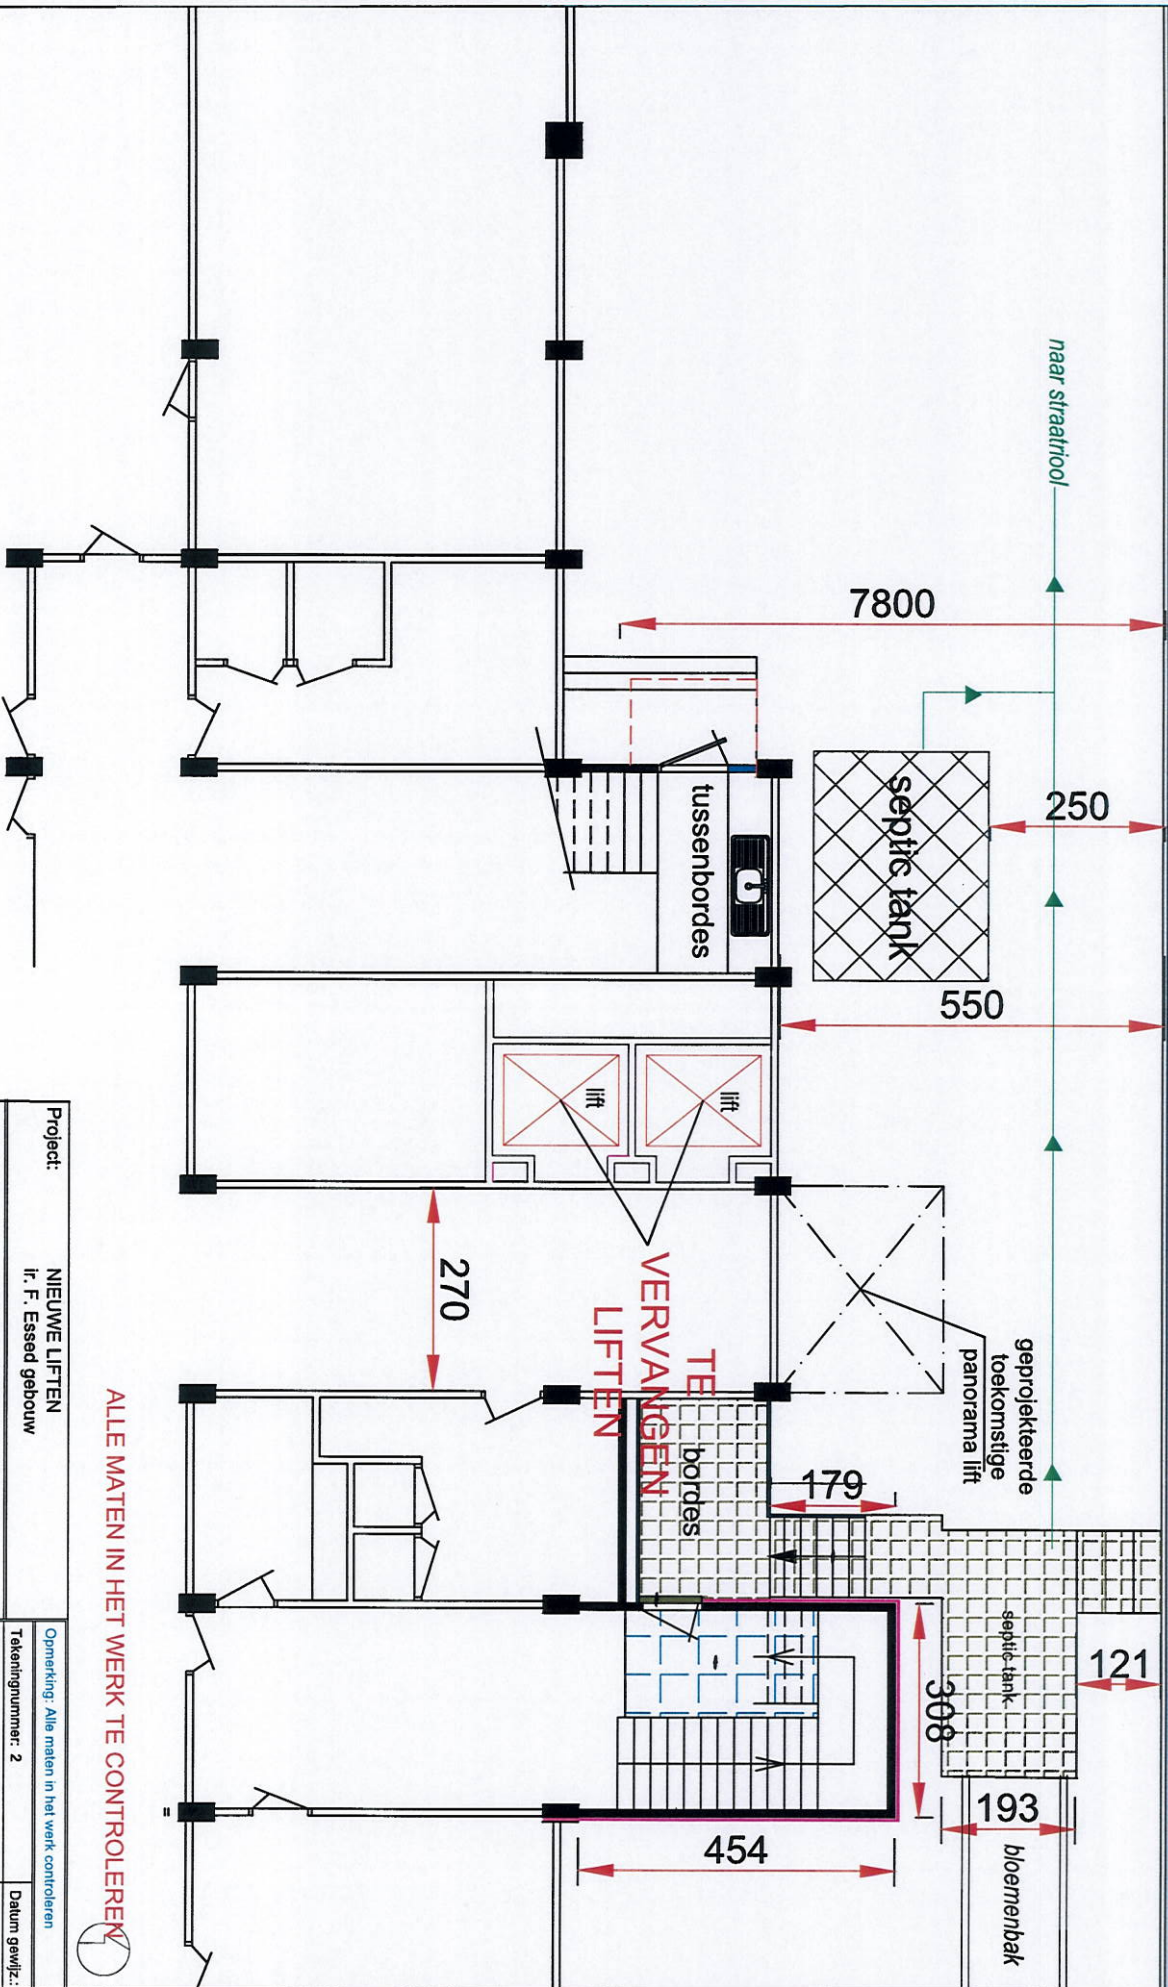 naar straatriool
7800
septic tank
250
550
tussenbordes
lift
lift
TE
VERVANGEN
LIFTEN
270
geprojekteerde
toekomstige
panorama lift
179
bordes
septic tank
121
308
193
bloemenbak
454
=
ALLE MATEN IN HET WERK TE CONTROLEREN
Project: NIEUWE LIFTEN
ir. F. Essed gebouw
Opmerking: Alle maten in het werk controleren
Tekeningnummer: 2
Datum gewijz.: